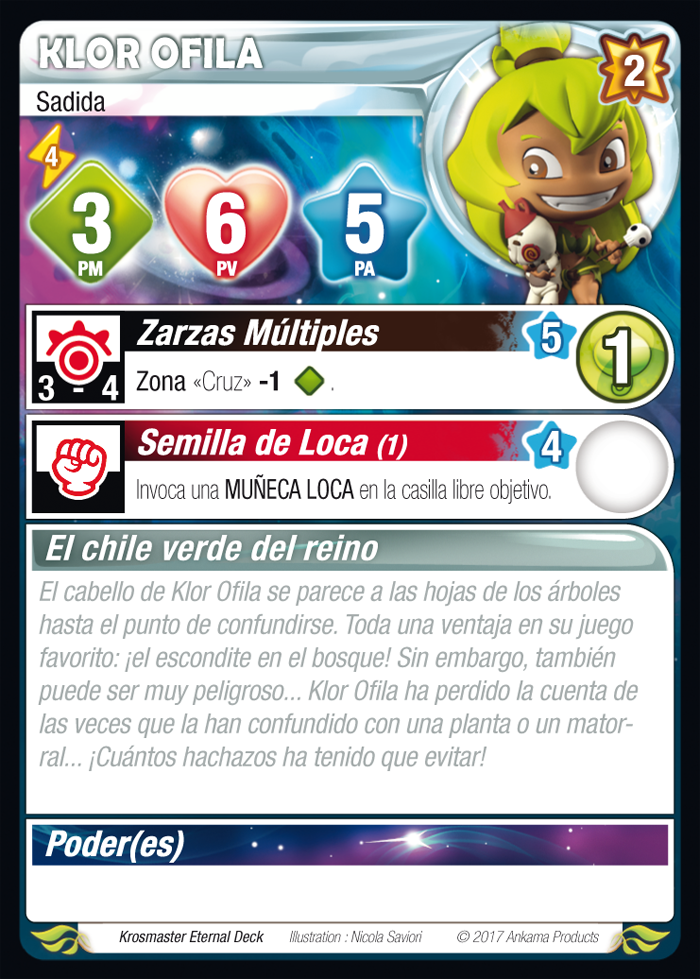 KLOR OFILA
2
Sadida
4
3
PM
6
PV
5
PA
Zarzas Múltiples
5
1
3 - 4
Zona «Cruz» -1 .
Semilla de Loca (1)
4
Invoca una MUÑECA LOCA en la casilla libre objetivo.
El chile verde del reino
El cabello de Klor Ofila se parece a las hojas de los árboles
hasta el punto de confundirse. Toda una ventaja en su juego
favorito: ¡el escondite en el bosque! Sin embargo, también
puede ser muy peligroso... Klor Ofila ha perdido la cuenta de
las veces que la han confundido con una planta o un mator-
ral... ¡Cuántos hachazos ha tenido que evitar!
Poder(es)
Krosmaster Eternal Deck Illustration : Nicola Saviori © 2017 Ankama Products